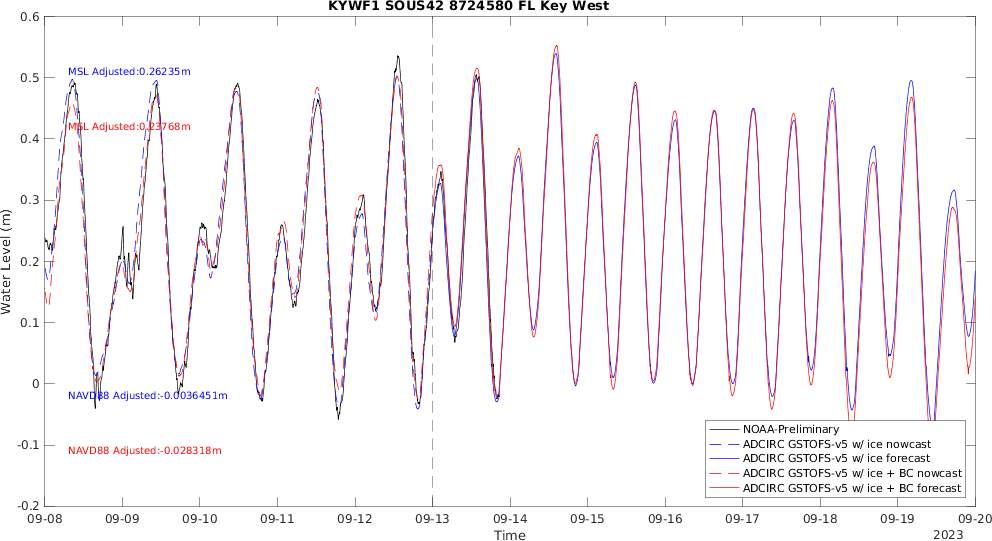 KYWF1 SOUS42 8724580 FL Key West
0.6
0.5
0.4
0.3
0.2
0.1
0
-0.1
-0.2
Water Level (m)
MSL Adjusted:0.26235m
MSL Adjusted:0.23768m
NAVD88 Adjusted:-0.0036451m
NAVD88 Adjusted:-0.028318m
NOAA-Preliminary
ADCIRC GSTOFS-v5 w/ ice nowcast
ADCIRC GSTOFS-v5 w/ ice forecast
ADCIRC GSTOFS-v5 w/ ice + BC nowcast
ADCIRC GSTOFS-v5 w/ ice + BC forecast
09-08 09-09 09-10 09-11 09-12 09-13 09-14 09-15 09-16 09-17 09-18 09-19 09-20
Time
2023